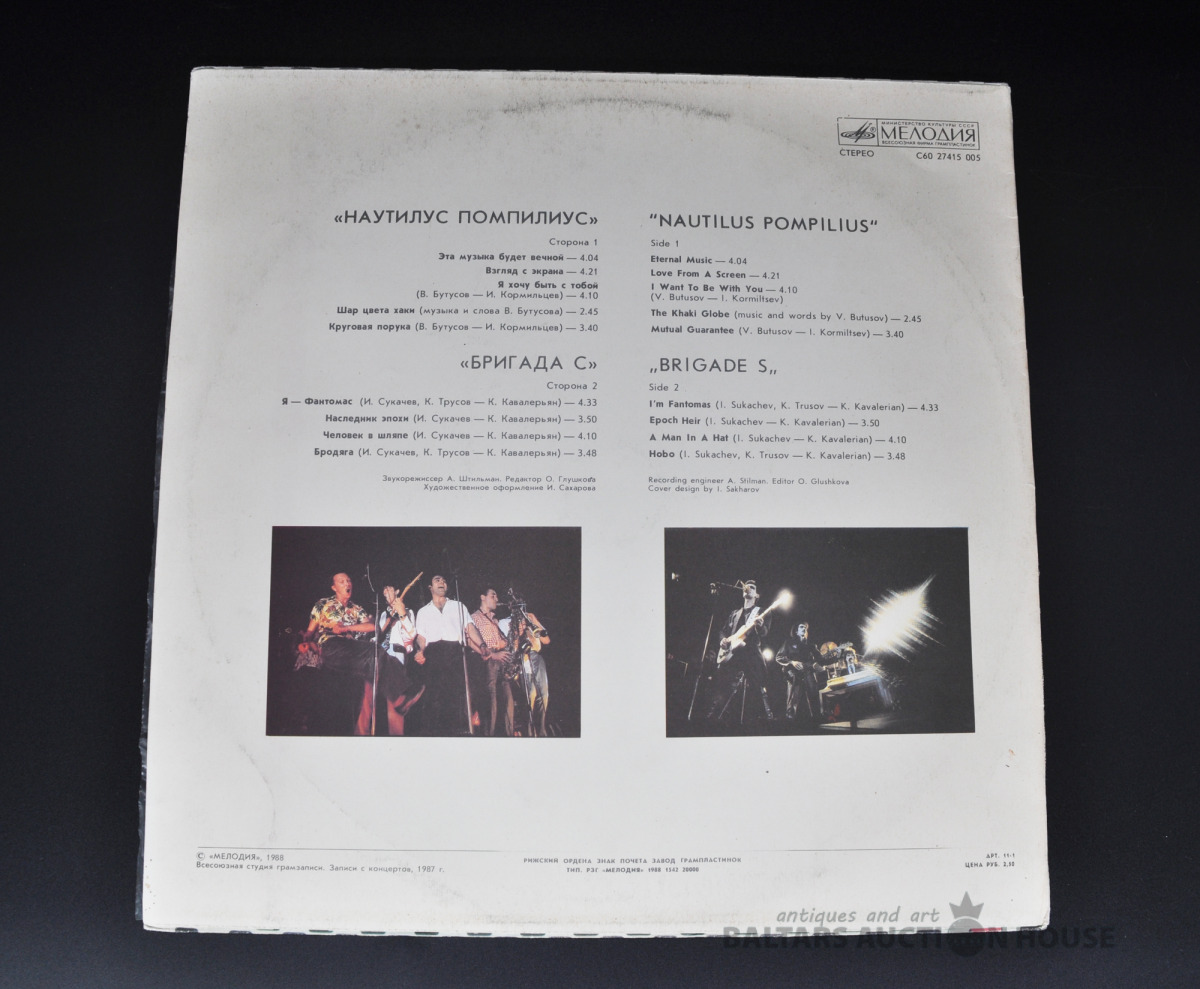 МИНИСТЕРСТВО КУЛЬТУРЫ СССР
МЕЛОДИЯ
ВСЕСОЮЗНАЯ ФИРМА ГРАМПЛАСТИНОК
СТЕРЕО
С60 27415 005
«НАУТИЛУС ПОМПИЛИУС»
Сторона 1
Эта музыка будет вечной — 4.04
Взгляд с экрана — 4.21
Я хочу быть с тобой
(В. Бутусов — И. Кормильцев) — 4.10
Шар цвета хаки (музыка и слова В. Бутусова) — 2.45
Круговая порука (В. Бутусов — И. Кормильцев) — 3.40
«БРИГАДА С»
Сторона 2
Я — Фантомас (И. Сукачев, К. Трусов — К. Кавалерьян) — 4.33
Наследник эпохи (И. Сукачев — К. Кавалерьян) — 3.50
Человек в шляпе (И. Сукачев — К. Кавалерьян) — 4.10
Бродяга (И. Сукачев, К. Трусов — К. Кавалерьян) — 3.48
Звукорежиссер А. Штильман. Редактор О. Глушкова
Художественное оформление И. Сахарова
“NAUTILUS POMPILIUS“
Side 1
Eternal Music — 4.04
Love From A Screen — 4.21
I Want To Be With You — 4.10
(V. Butusov — I. Kormiltsev)
The Khaki Globe (music and words by V. Butusov) — 2.45
Mutual Guarantee (V. Butusov — I. Kormiltsev) — 3.40
„BRIGADE S„
Side 2
I'm Fantomas (I. Sukachev, K. Trusov — K. Kavalerian) — 4.33
Epoch Heir (I. Sukachev — K. Kavalerian) — 3.50
A Man In A Hat (I. Sukachev — K. Kavalerian) — 4.10
Hobo (I. Sukachev, K. Trusov — K. Kavalerian) — 3.48
Recording engineer A. Stilman. Editor O. Glushkova
Cover design by I. Sakharov
© «МЕЛОДИЯ», 1988
Всесоюзная студия грамзаписи. Записи с концертов, 1987 г.
РИЖСКИЙ ОРДЕНА ЗНАК ПОЧЕТА ЗАВОД ГРАМПЛАСТИНОК
ТИП. РЗГ «МЕЛОДИЯ» 1988 1542 20000
АРТ. 11-1
ЦЕНА РУБ. 2,50
antiques and art
BALTARS AUCTION HOUSE